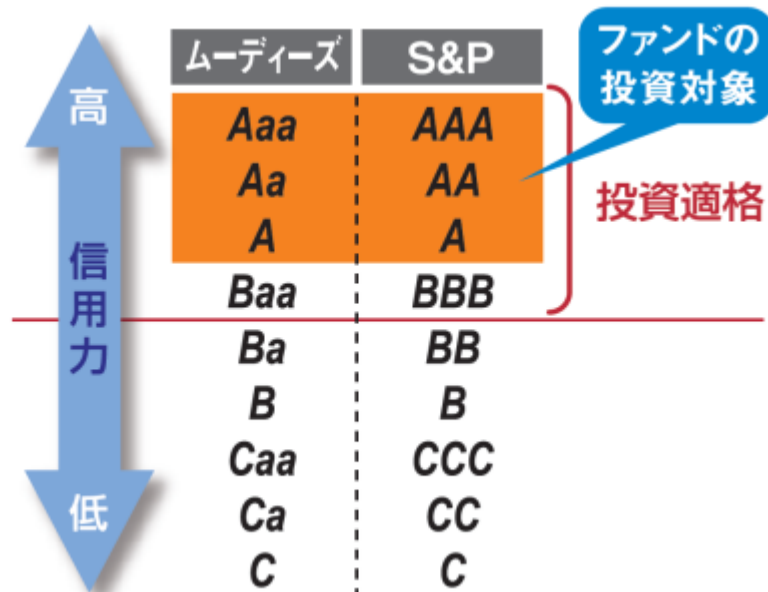 ムーディーズ S&P
ファンドの
投資対象
高
Aaa AAA
Aa AA
A A
投資適格
信用力
Baa BBB
Ba BB
B B
Caa CCC
低
Ca CC
C C